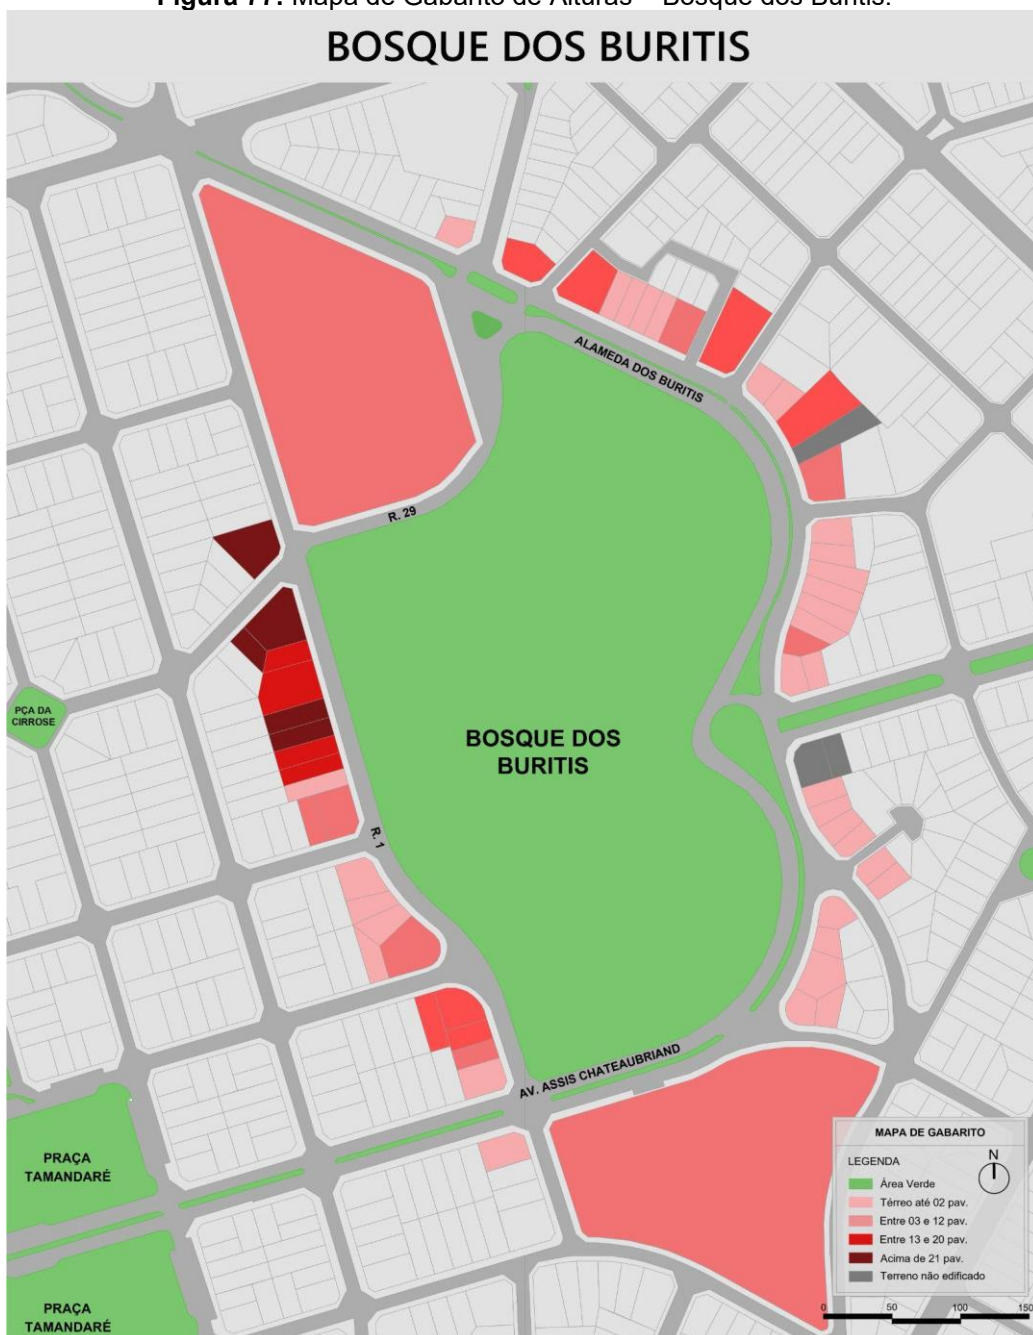 Figura 77: Mapa de Gabarito de Alturas – Bosque dos Buritis.
BOSQUE DOS BURITIS
ALAMEDA DOS BURITIS
R. 29
PÇA DA
CIRROSE
BOSQUE DOS
BURITIS
R. 1
AV. ASSIS CHATEAUBRIAND
PRAÇA
TAMANDARÉ
PRAÇA
TAMANDARÉ
MAPA DE GABARITO
LEGENDA
N
Área Verde
Térreo até 02 pav.
Entre 03 e 12 pav.
Entre 13 e 20 pav.
Acima de 21 pav.
Terreno não edificado
0 50 100 150